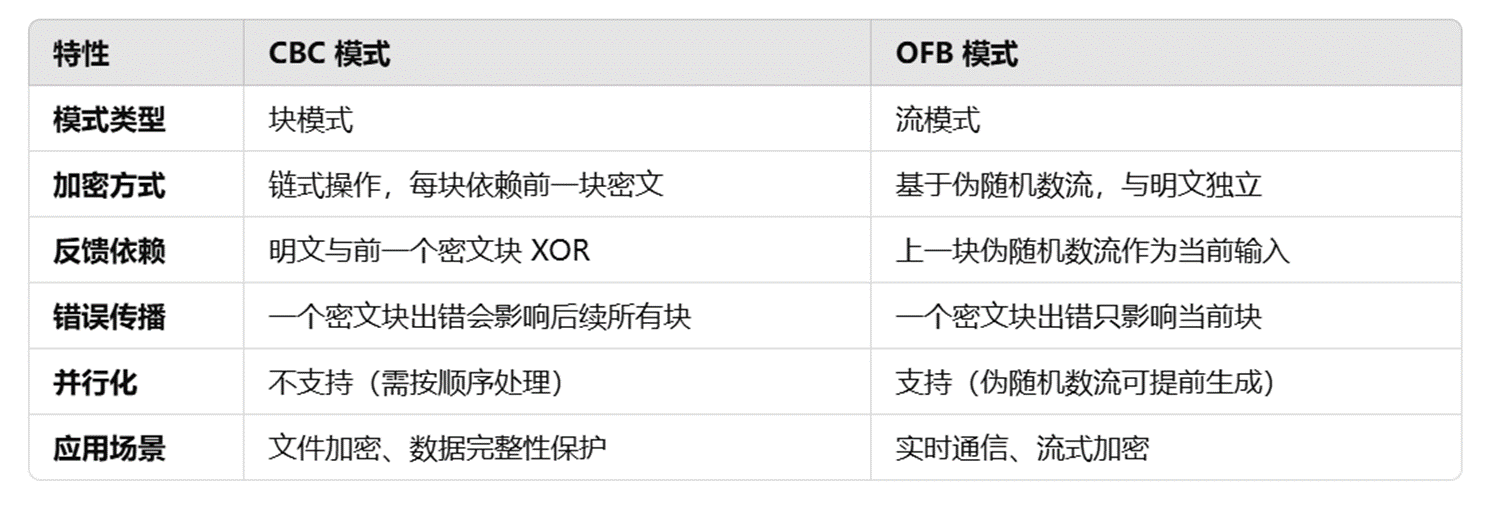 特性 CBC 模式 OFB 模式
模式类型 块模式 流模式
加密方式 链式操作，每块依赖前一块密文 基于伪随机数流，与明文独立
反馈依赖 明文与前一个密文块 XOR 上一块伪随机数流作为当前输入
错误传播 一个密文块出错会影响后续所有块 一个密文块出错只影响当前块
并行化 不支持（需按顺序处理） 支持（伪随机数流可提前生成）
应用场景 文件加密、数据完整性保护 实时通信、流式加密